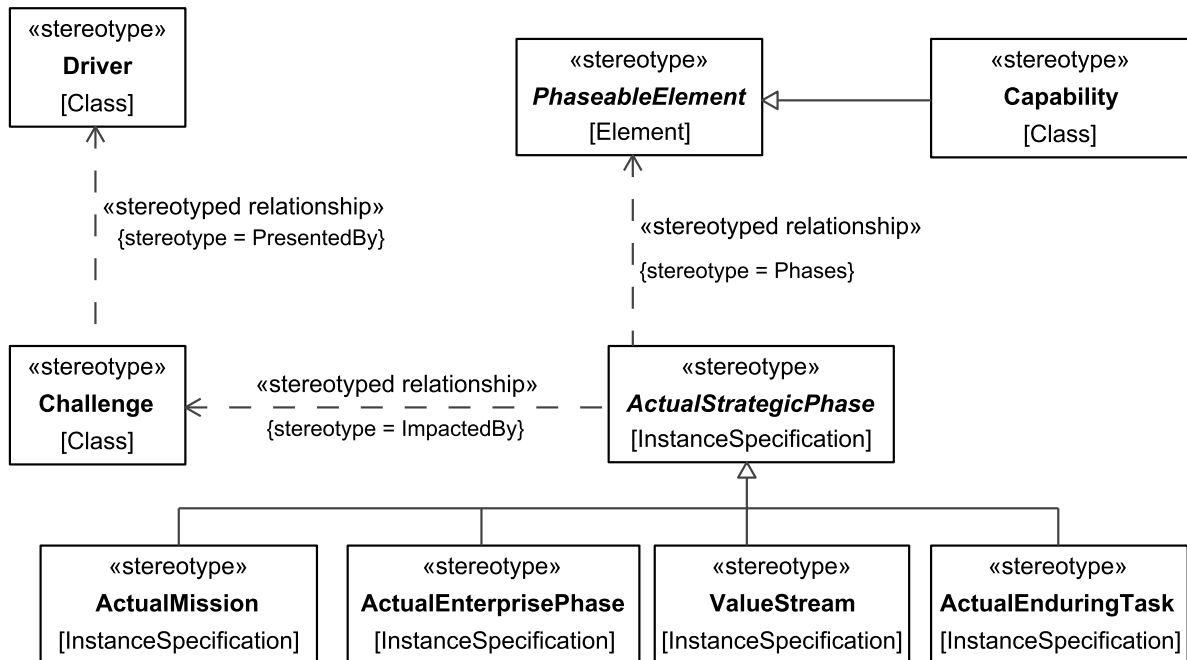 «stereotype»
Driver
[Class]
«stereotype»
PhaseableElement
[Element]
«stereotype»
Capability
[Class]
«stereotyped relationship»
{stereotype = PresentedBy}
«stereotyped relationship»
{stereotype = Phases}
«stereotype»
Challenge
[Class]
«stereotyped relationship»
{stereotype = ImpactedBy}
«stereotype»
ActualStrategicPhase
[InstanceSpecification]
«stereotype»
ActualMission
[InstanceSpecification]
«stereotype»
ActualEnterprisePhase
[InstanceSpecification]
«stereotype»
ValueStream
[InstanceSpecification]
«stereotype»
ActualEnduringTask
[InstanceSpecification]